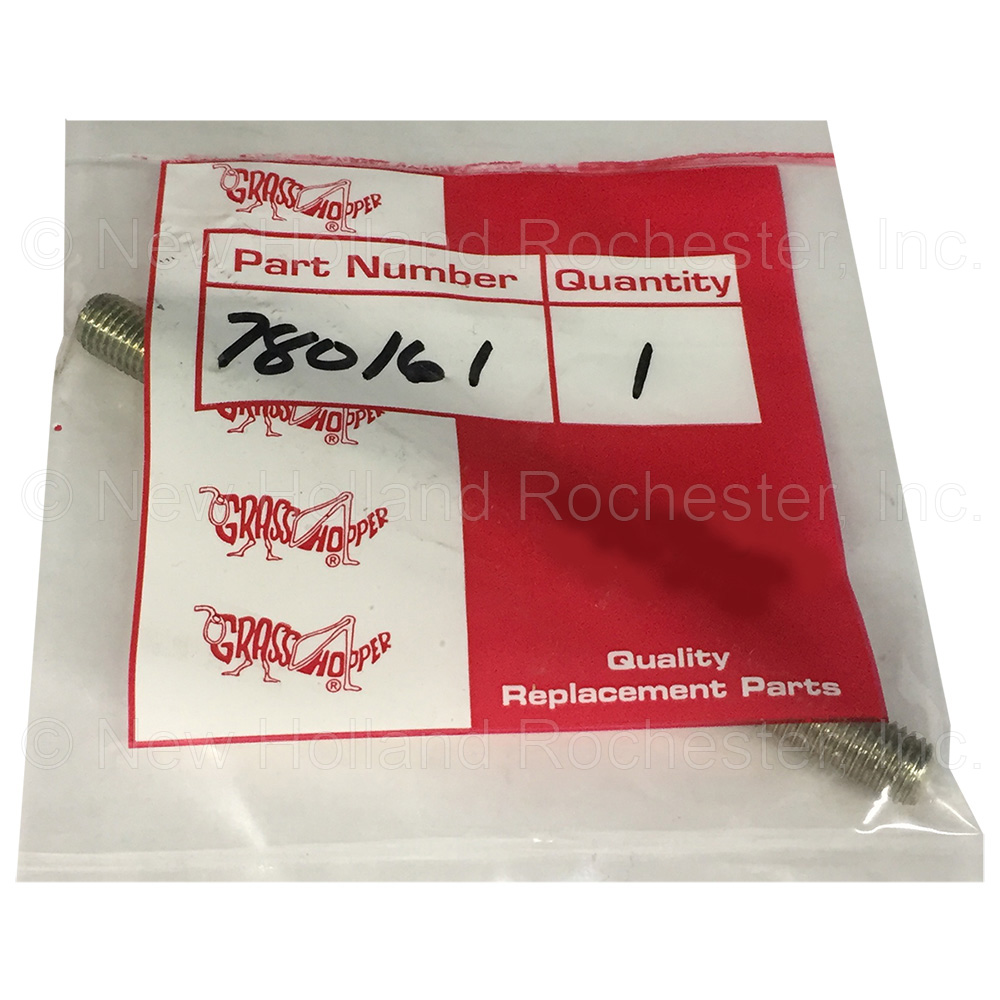 GRASSHOPPER®
© New Holland Rochester, Inc.
Part Number Quantity
780161 1
GRASSHOPPER®
© New Holland Rochester, Inc.
GRASSHOPPER®
GRASSHOPPER®
Quality
Replacement Parts
© New Holland Rochester, Inc.